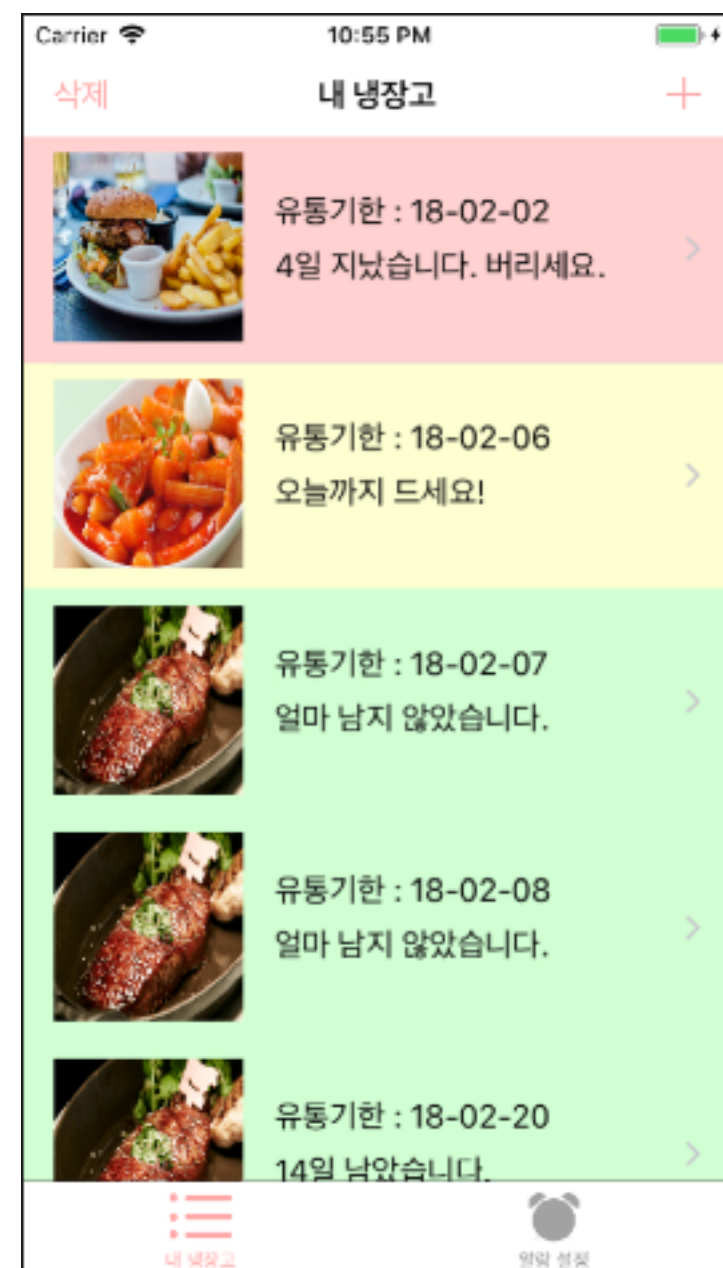 Carrier 10:55 PM
삭제 내 냉장고 +
유통기한 : 18-02-02
4일 지났습니다. 버리세요.
유통기한 : 18-02-06
오늘까지 드세요!
유통기한 : 18-02-07
얼마 남지 않았습니다.
유통기한 : 18-02-08
얼마 남지 않았습니다.
유통기한 : 18-02-20
14일 남았습니다.
내 냉장고 알람 설정